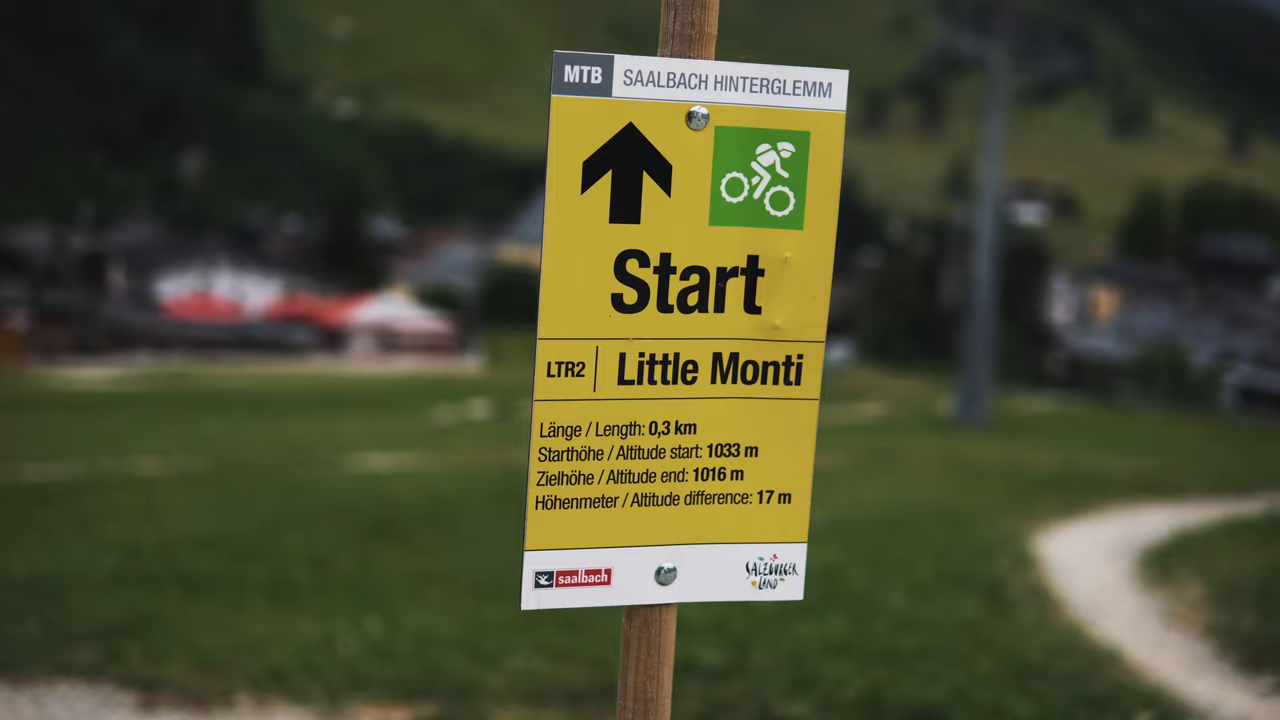 MTB SAALBACH HINTERGLEMM
Start
LTR2 Little Monti
Länge / Length: 0,3 km
Starthöhe / Altitude start: 1033 m
Zielhöhe / Altitude end: 1016 m
Höhenmeter / Altitude difference: 17 m
saalbach
SALZBURGER
LAND